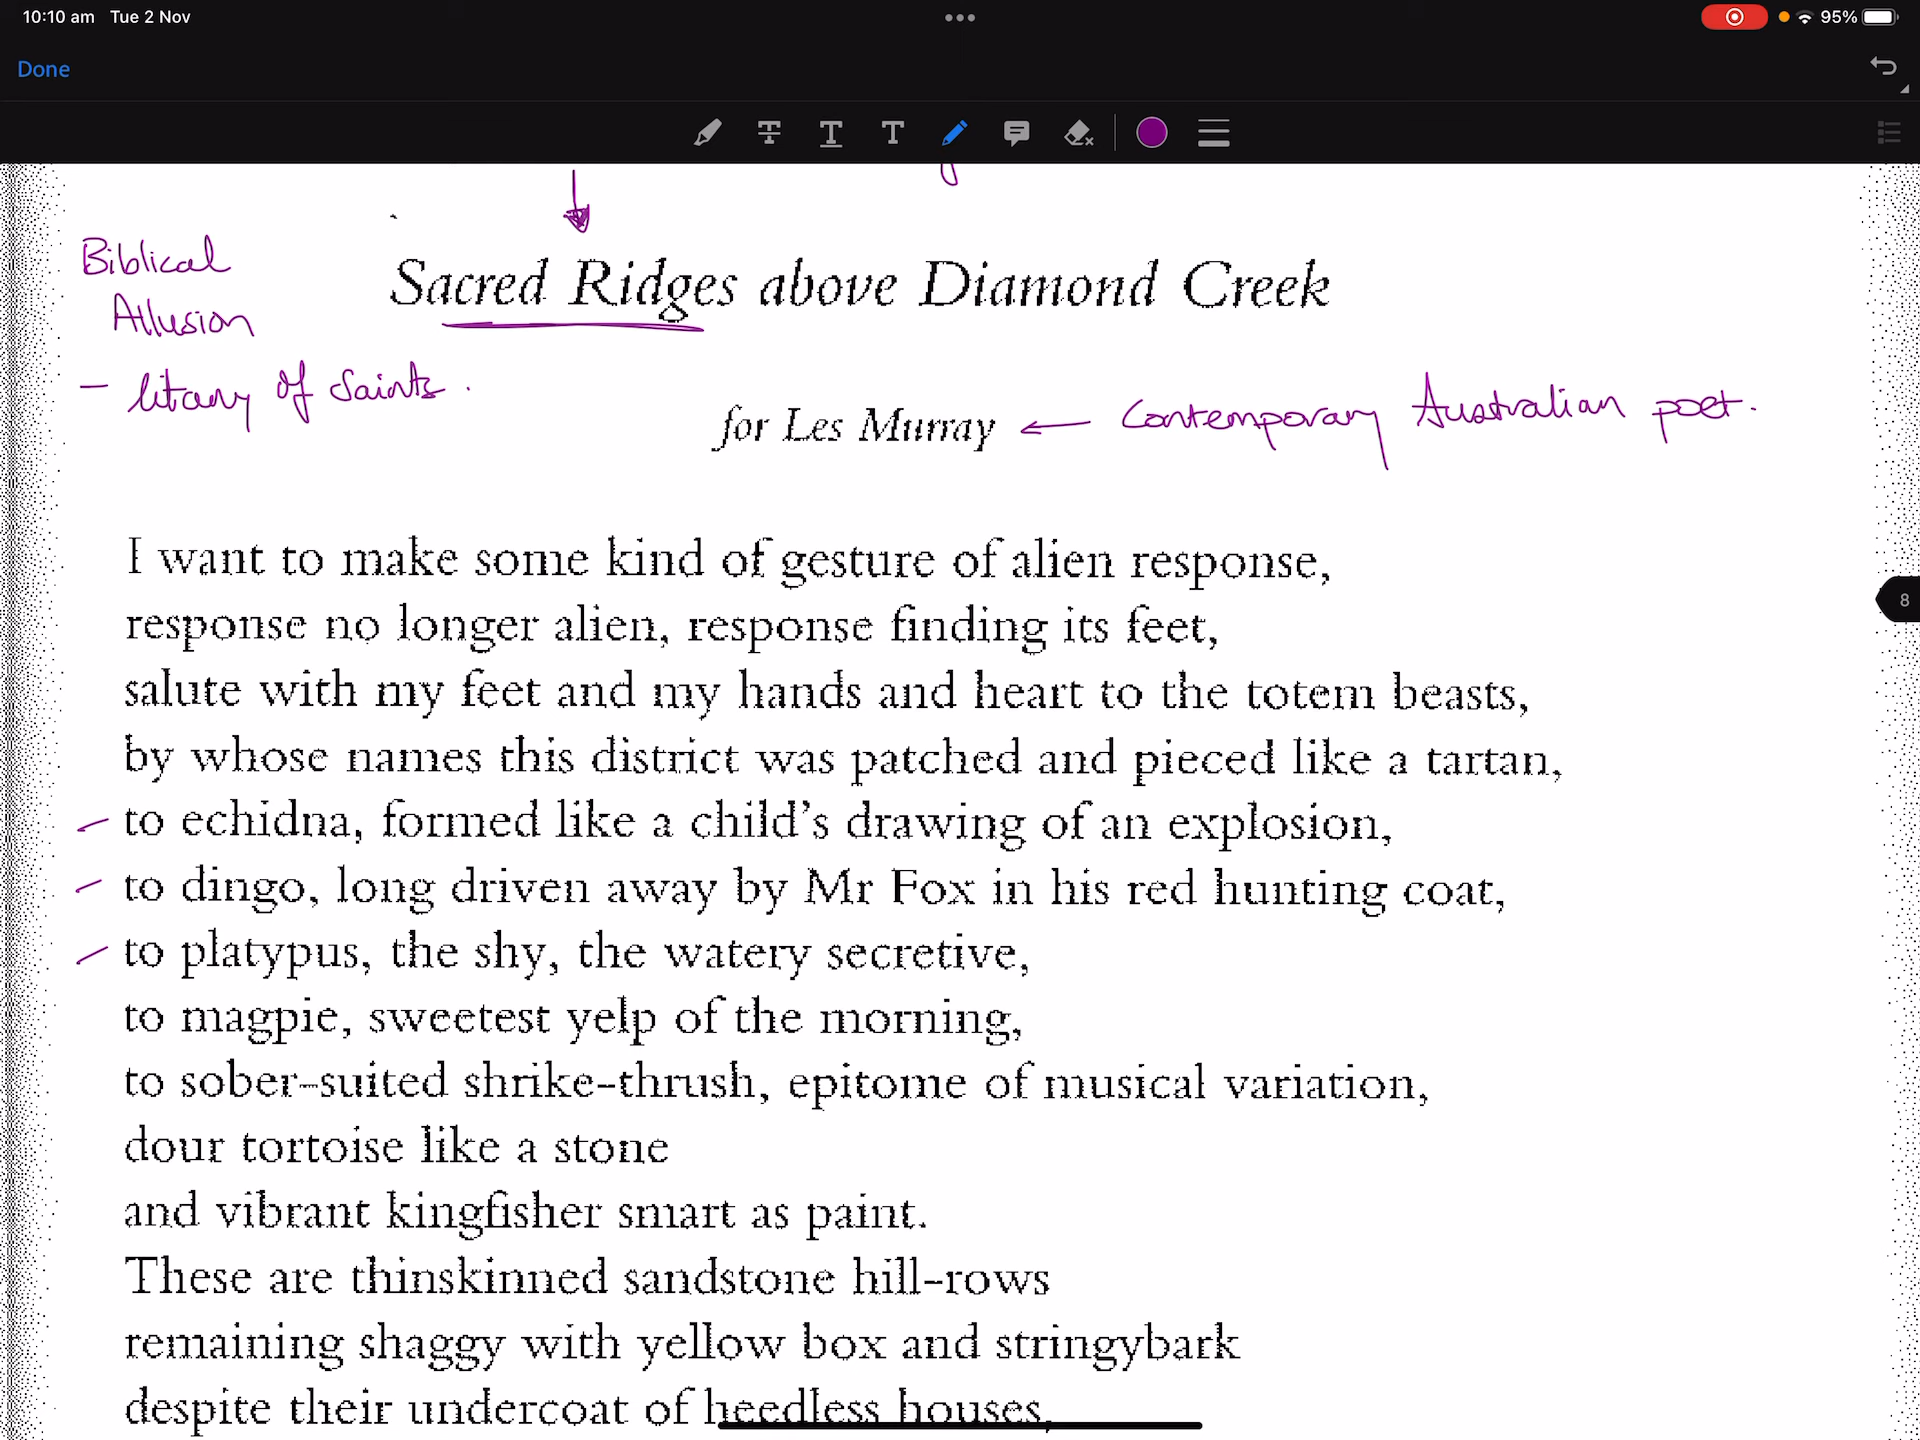 10:10 am Tue 2 Nov
95%
Done
T T T
Biblical
Allusion
- litany of Saints.
Sacred Ridges above Diamond Creek
for Les Murray ← Contemporary Australian poet.
I want to make some kind of gesture of alien response,
response no longer alien, response finding its feet,
8
salute with my feet and my hands and heart to the totem beasts,
by whose names this district was patched and pieced like a tartan,
to echidna, formed like a child's drawing of an explosion,
to dingo, long driven away by Mr Fox in his red hunting coat,
to platypus, the shy, the watery secretive,
to magpie, sweetest yelp of the morning,
to sober-suited shrike-thrush, epitome of musical variation,
dour tortoise like a stone
and vibrant kingfisher smart as paint.
These are thinskinned sandstone hill-rows
remaining shaggy with yellow box and stringybark
despite their undercoat of heedless houses,